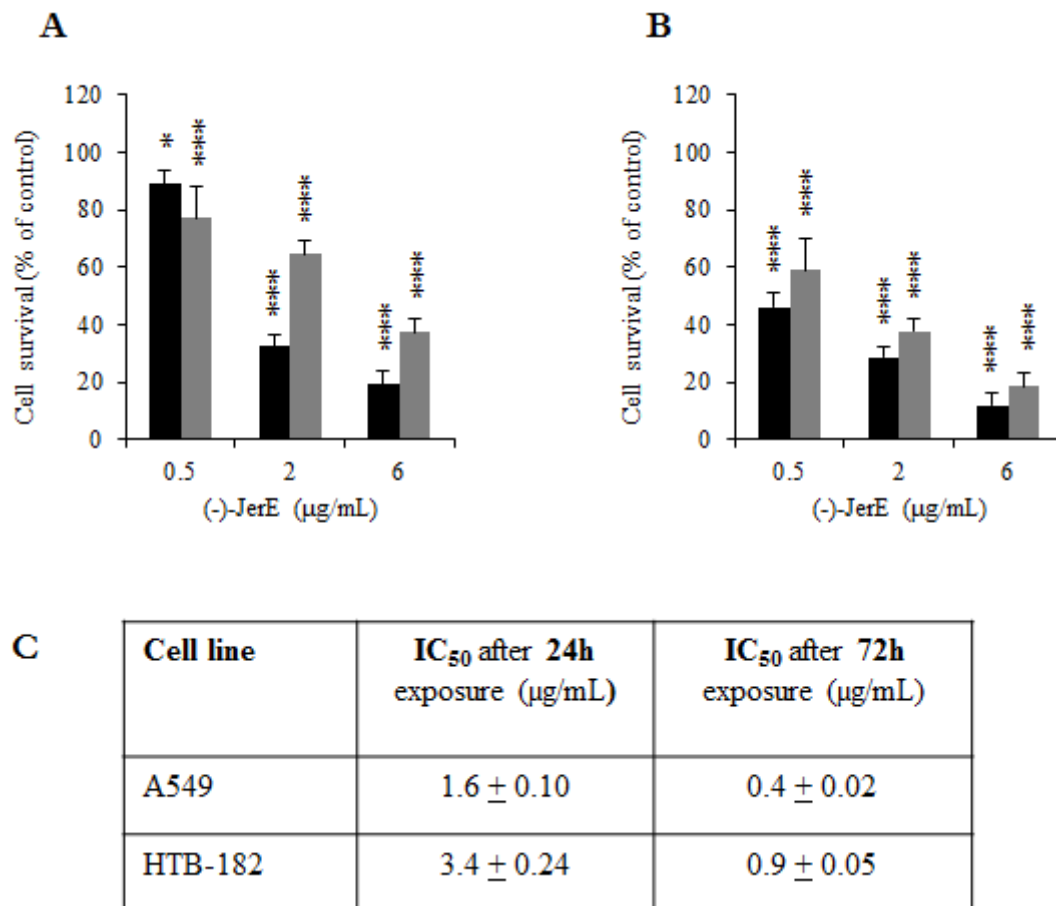 A
120
100
80
60
40
20
0
Cell survival (% of control)
* ***
*** ***
*** ***
0.5 2 6
(-)-JerE (μg/mL)
B
120
100
80
60
40
20
0
Cell survival (% of control)
*** ***
*** ***
*** ***
0.5 2 6
(-)-JerE (μg/mL)
C
Cell line
IC50 after 24h
exposure (μg/mL)
IC50 after 72h
exposure (μg/mL)
A549
1.6 ± 0.10
0.4 ± 0.02
HTB-182
3.4 ± 0.24
0.9 ± 0.05